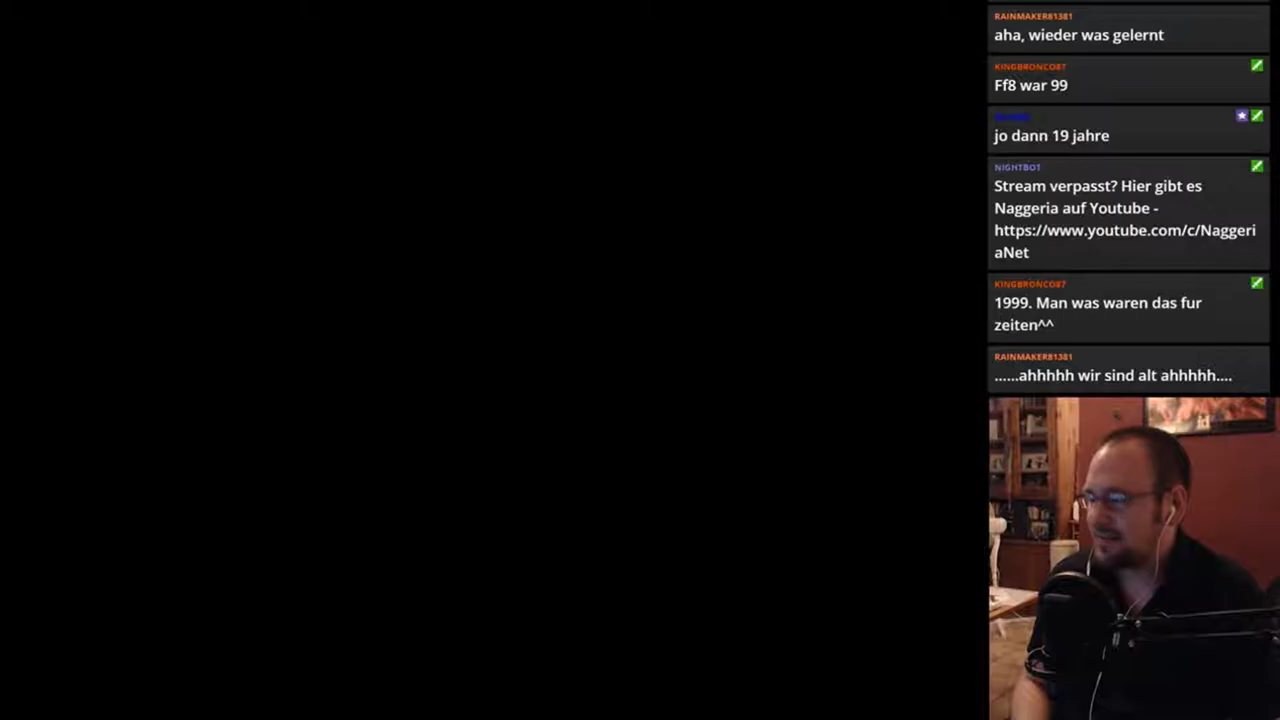 RAINMAKER81381
aha, wieder was gelernt
KINGBRONCO87
Ff8 war 99
jo dann 19 jahre
NIGHTBOT
Stream verpasst? Hier gibt es
Naggeria auf Youtube -
https://www.youtube.com/c/Naggeri
aNet
KINGBRONCO87
1999. Man was waren das fur
zeiten^^
RAINMAKER81381
......ahhhhh wir sind alt ahhhhh....